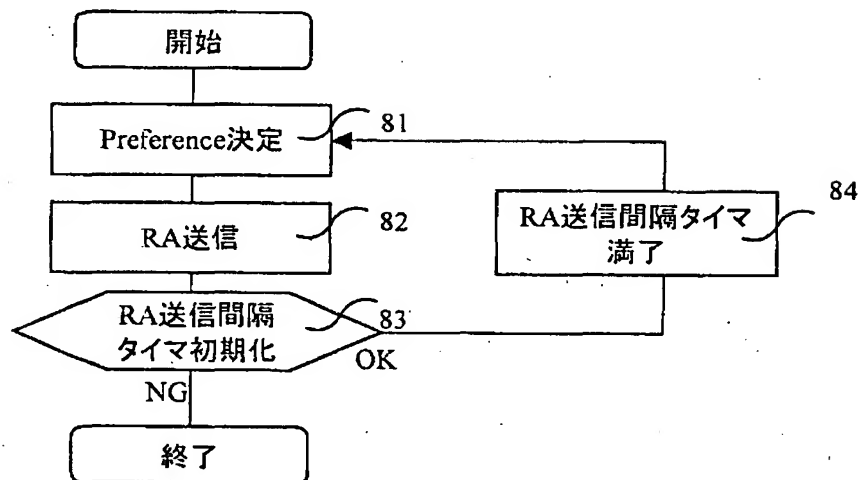 開始
Preference決定
81
RA送信
82
RA送信間隔
タイマ初期化
83
OK
NG
終了
RA送信間隔タイマ
満了
84